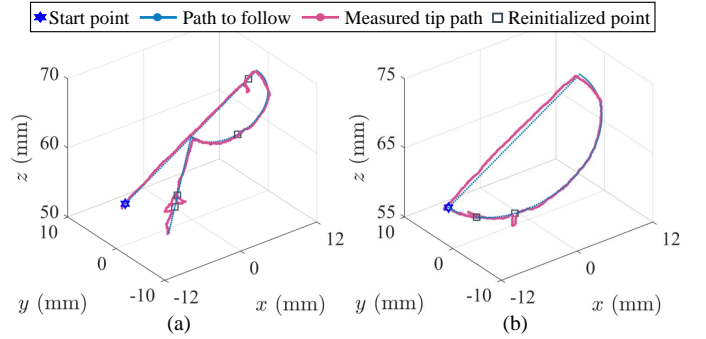 Start point Path to follow Measured tip path Reinitialized point
70
60
50
z (mm)
10
0
-10
y (mm)
-12
0
12
x (mm)
(a)
75
65
55
z (mm)
10
0
-10
y (mm)
-12
0
12
x (mm)
(b)